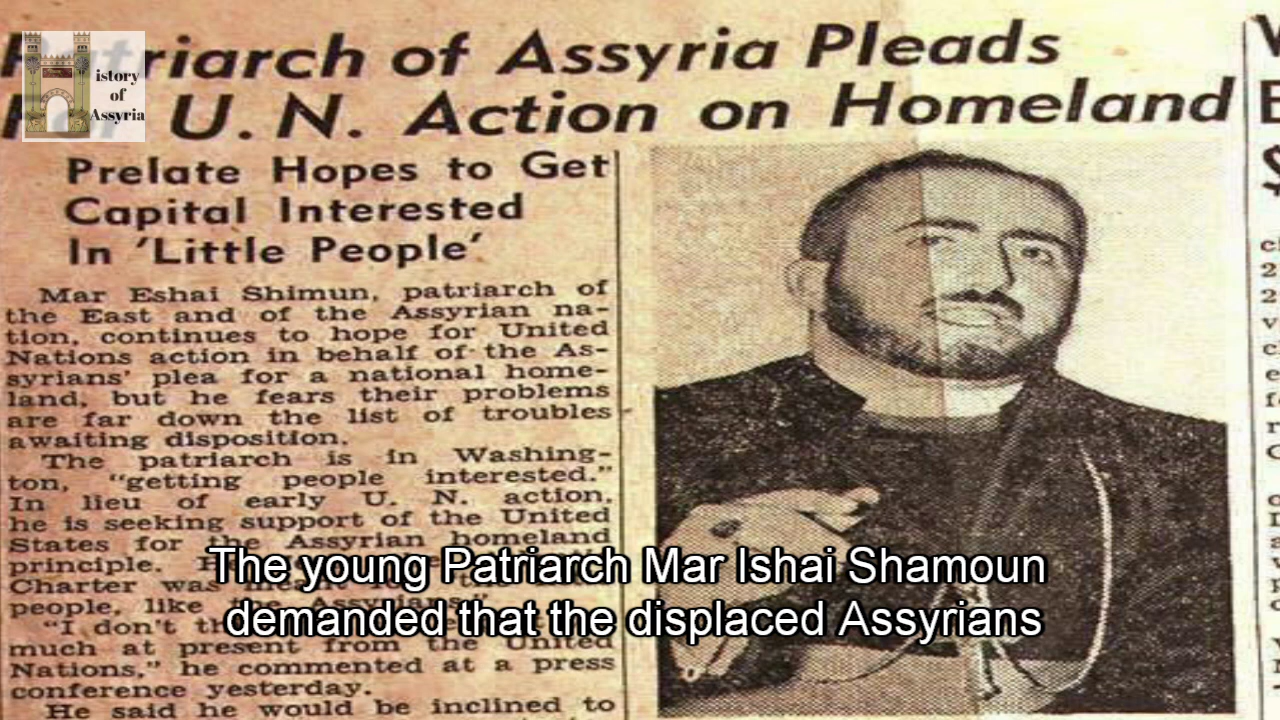 istory
of
Assyria
Patriarch of Assyria Pleads
For U. N. Action on Homeland
Prelate Hopes to Get
Capital Interested
In 'Little People'
Mar Eshai Shimun, patriarch of
the East and of the Assyrian na-
tion, continues to hope for United
Nations action in behalf of the As-
syrians' plea for a national home-
land, but he fears their problems
are far down the list of troubles
awaiting disposition.
The patriarch is in Washing-
ton, "getting people interested."
In lieu of early U. N. action,
he is seeking support of the United
States for the Assyrian homeland
principle.
Charter was
people, like the Assyrians."
"I don't
much at present from the United
Nations," he commented at a press
conference yesterday.
He said he would be inclined to
The young Patriarch Mar Ishai Shamoun
demanded that the displaced Assyrians